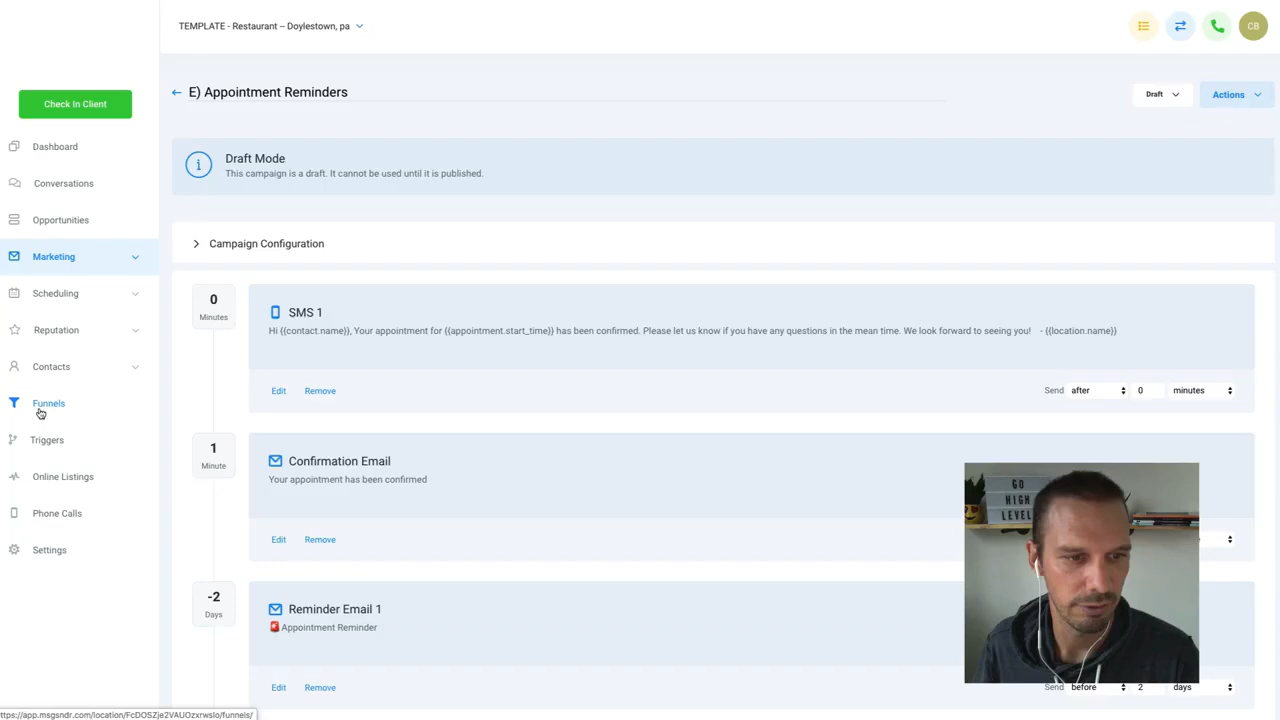 TEMPLATE - Restaurant – Doylestown, pa
CB
Check In Client
Dashboard
Conversations
Opportunities
Marketing
Scheduling
Reputation
Contacts
Funnels
Triggers
Online Listings
Phone Calls
Settings
E) Appointment Reminders
Draft
Actions
Draft Mode
This campaign is a draft. It cannot be used until it is published.
Campaign Configuration
0
Minutes
SMS 1
Hi {{contact.name}}, Your appointment for {{appointment.start_time}} has been confirmed. Please let us know if you have any questions in the mean time. We look forward to seeing you! - {{location.name}}
Edit Remove
Send after 0 minutes
1
Minute
Confirmation Email
Your appointment has been confirmed
Edit Remove
-2
Days
Reminder Email 1
🚨Appointment Reminder
Edit Remove
Send before 2 days
GO
HIGH
LEVEL
ttps://app.msgsndr.com/location/FcDOSZje2VAUOzxrwslo/funnels/